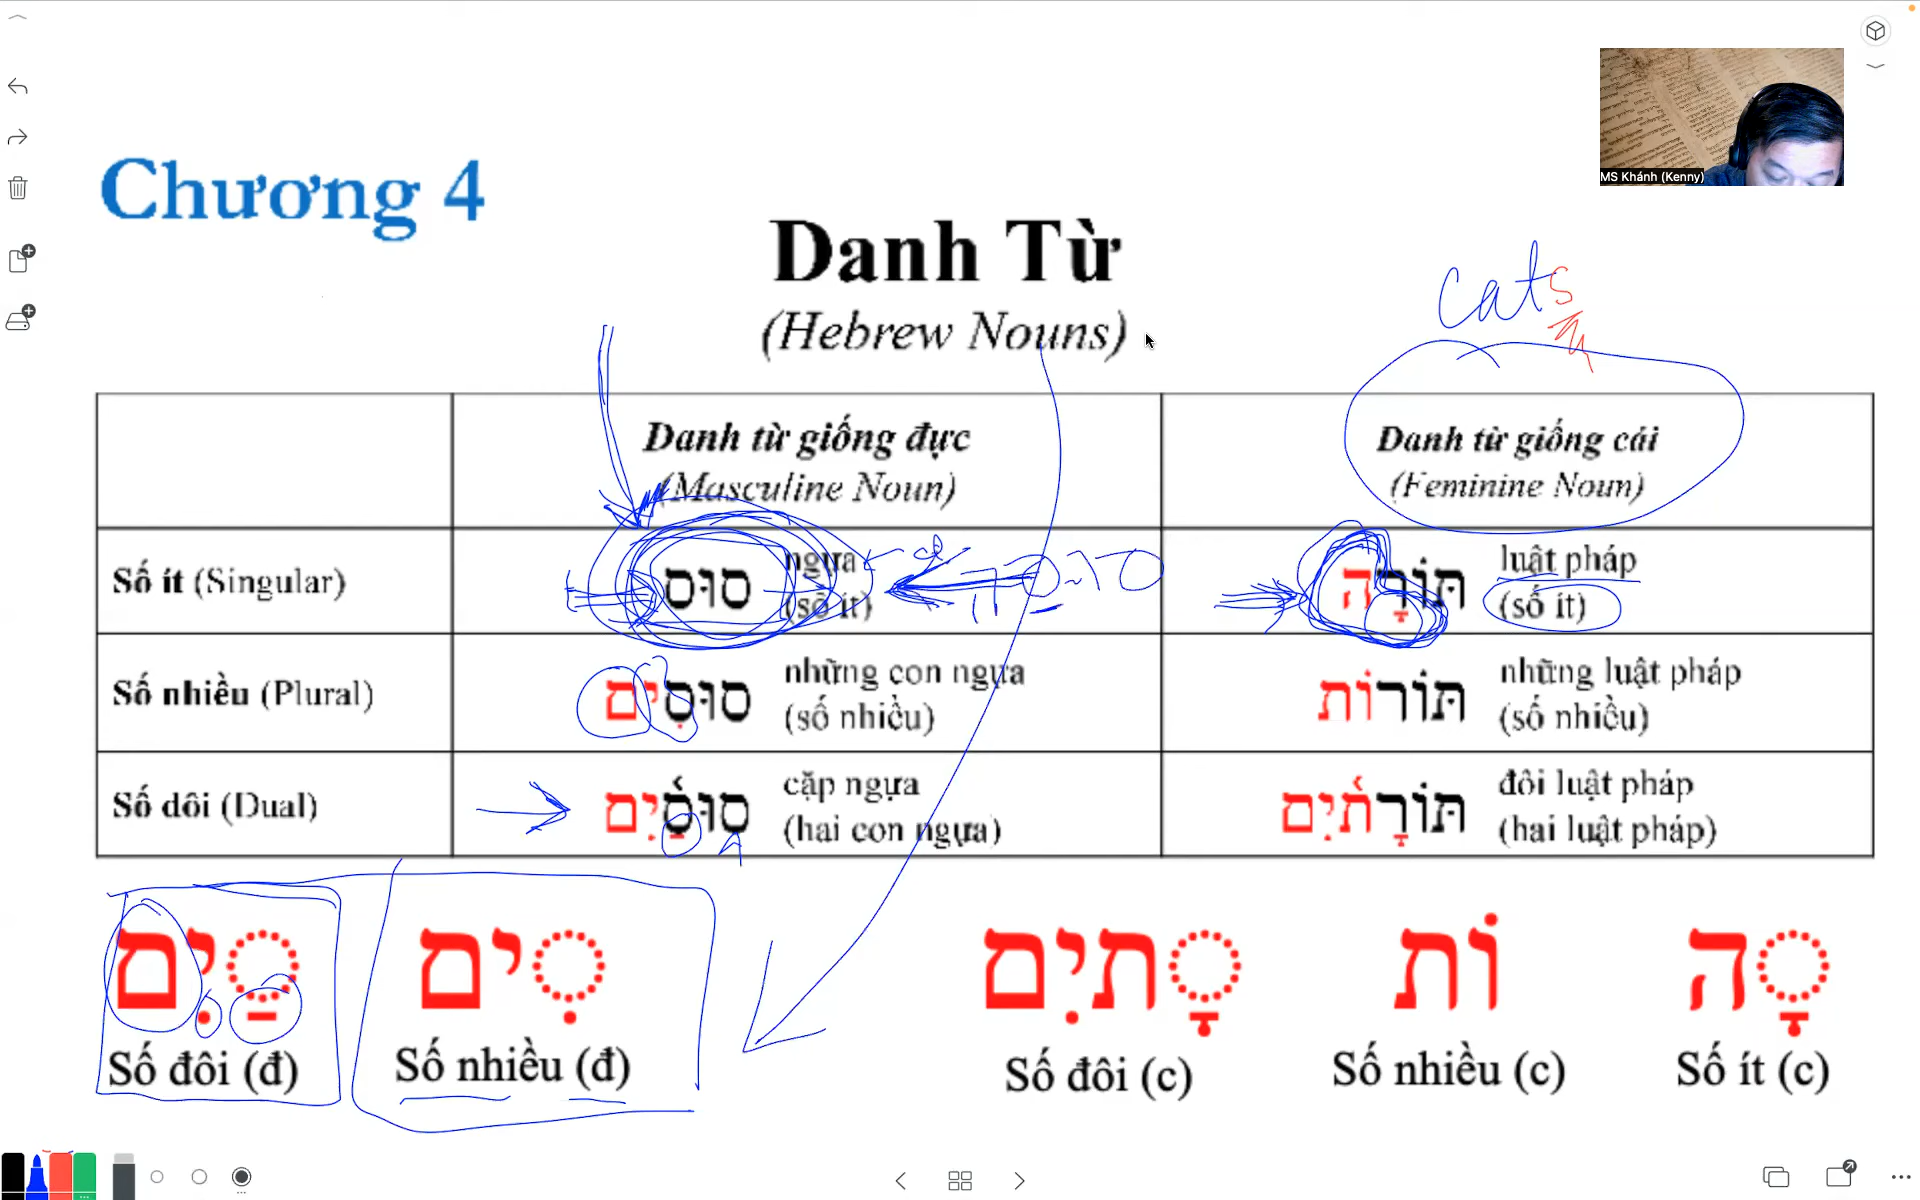 MS Khánh (Kenny)
Chương 4
Danh Từ
(Hebrew Nouns)
cats
Danh từ giống đực
(Masculine Noun)
Danh từ giống cái
(Feminine Noun)
Số ít (Singular)
סוּס
ngựa
(số ít)
תּוֹרָה
luật pháp
(số ít)
Số nhiều (Plural)
סוּסִים
những con ngựa
(số nhiều)
תּוֹרוֹת
những luật pháp
(số nhiều)
Số đôi (Dual)
סוּסַ֫יִם
cặp ngựa
(hai con ngựa)
תּוֹרָתַ֫יִם
đôi luật pháp
(hai luật pháp)
◌ַיִם
Số đôi (đ)
◌ִים
Số nhiều (đ)
◌ָתיִם
Số đôi (c)
וֹת
Số nhiều (c)
◌ָה
Số ít (c)